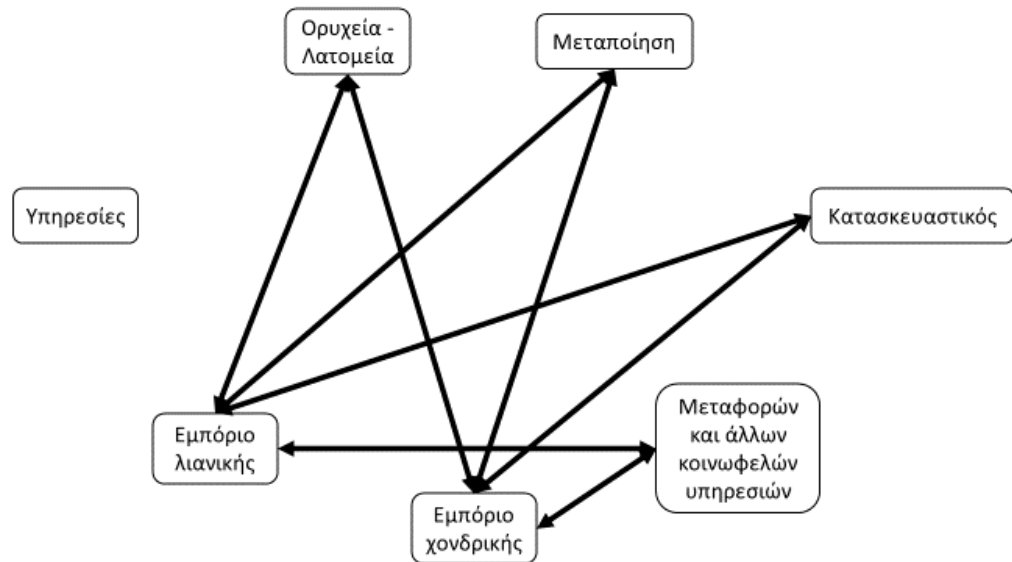 Ορυχεία -
Λατομεία
Μεταποίηση
Υπηρεσίες
Κατασκευαστικός
Εμπόριο
λιανικής
Μεταφορών
και άλλων
κοινωφελών
υπηρεσιών
Εμπόριο
χονδρικής